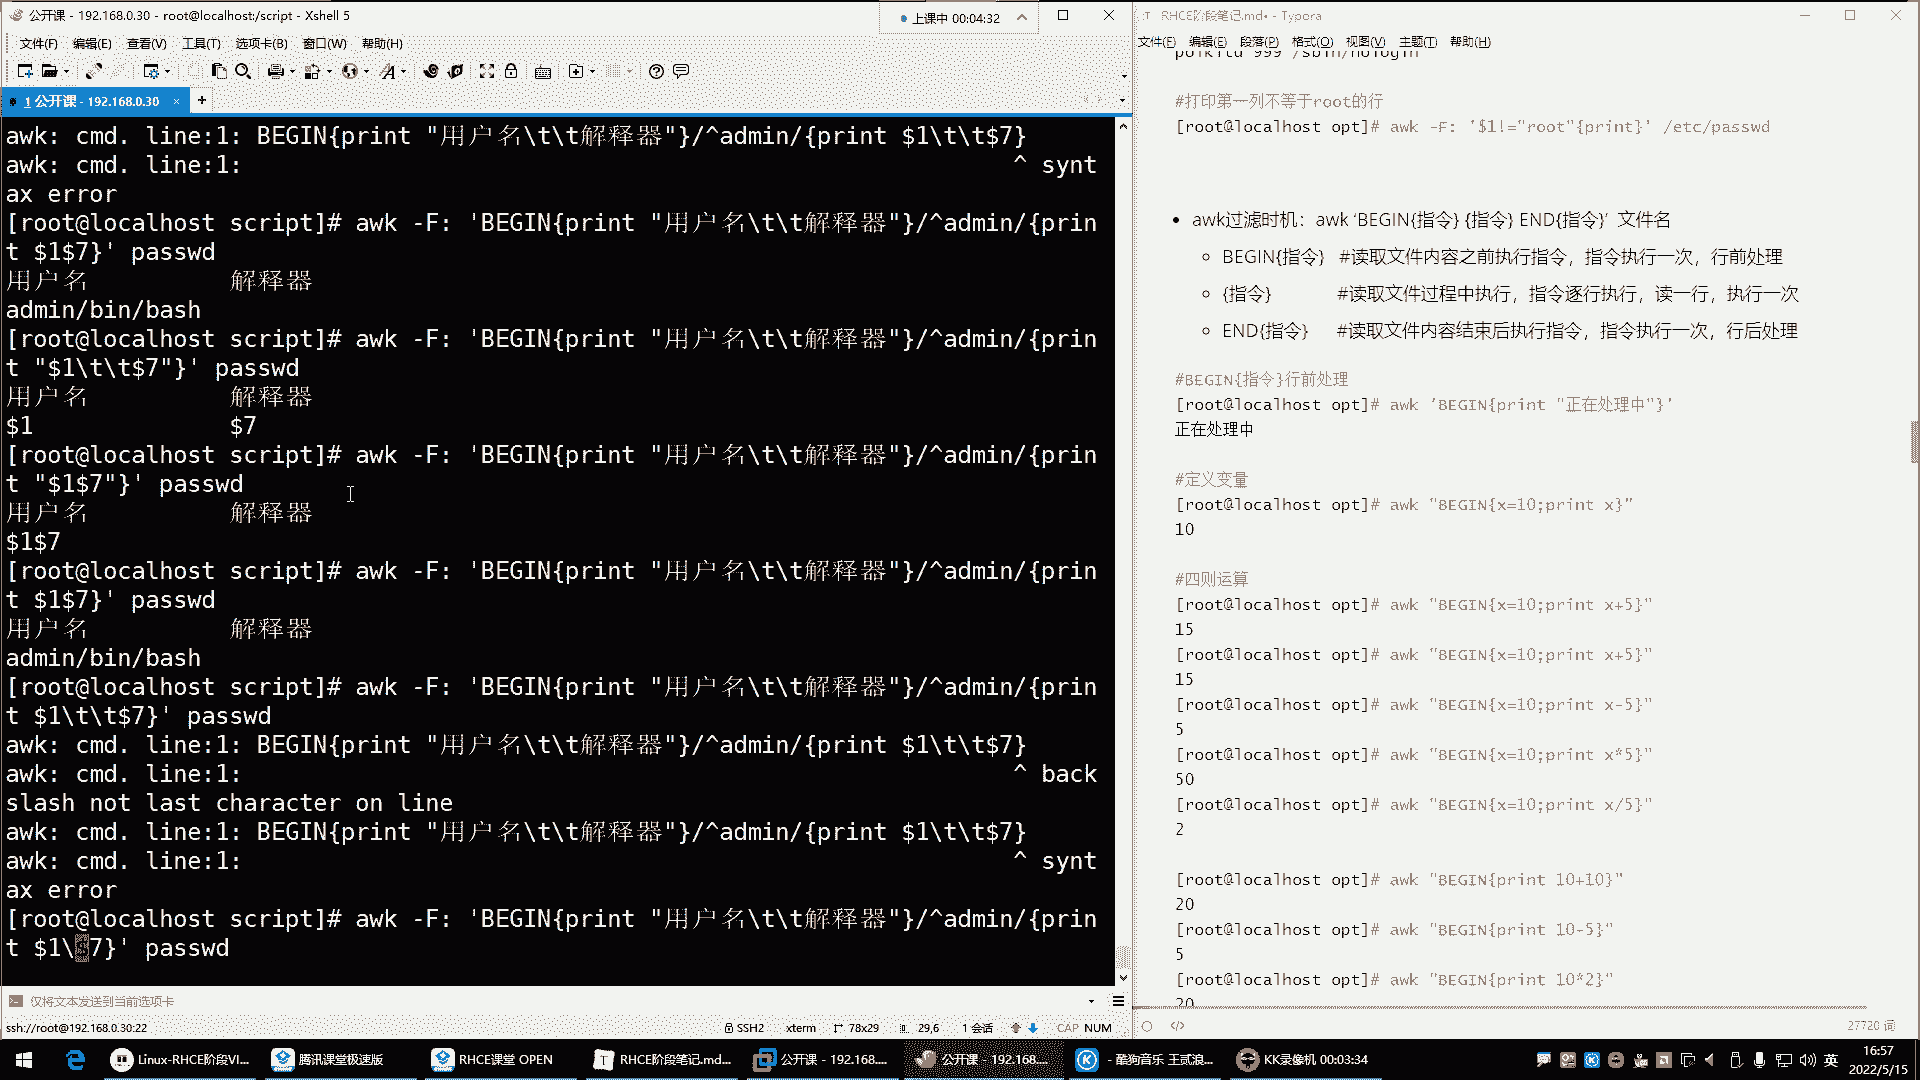 公开课 - 192.168.0.30 - root@localhost:/script - Xshell 5
上课中 00:04:32
文件(F) 编辑(E) 查看(V) 工具(T) 选项卡(B) 窗口(W) 帮助(H)
1 公开课 - 192.168.0.30 × +
awk: cmd. line:1: BEGIN{print "用户名\t\t解释器"}/^admin/{print $1\t\t$7}
awk: cmd. line:1: ^ synt
ax error
[root@localhost script]# awk -F: 'BEGIN{print "用户名\t\t解释器"}/^admin/{prin
t $1$7}' passwd
用户名 解释器
admin/bin/bash
[root@localhost script]# awk -F: 'BEGIN{print "用户名\t\t解释器"}/^admin/{prin
t "$1\t\t$7"}' passwd
用户名 解释器
$1 $7
[root@localhost script]# awk -F: 'BEGIN{print "用户名\t\t解释器"}/^admin/{prin
t "$1$7"}' passwd
用户名 解释器
$1$7
[root@localhost script]# awk -F: 'BEGIN{print "用户名\t\t解释器"}/^admin/{prin
t $1$7}' passwd
用户名 解释器
admin/bin/bash
[root@localhost script]# awk -F: 'BEGIN{print "用户名\t\t解释器"}/^admin/{prin
t $1\t\t$7}' passwd
awk: cmd. line:1: BEGIN{print "用户名\t\t解释器"}/^admin/{print $1\t\t$7}
awk: cmd. line:1: ^ back
slash not last character on line
awk: cmd. line:1: BEGIN{print "用户名\t\t解释器"}/^admin/{print $1\t\t$7}
awk: cmd. line:1: ^ synt
ax error
[root@localhost script]# awk -F: 'BEGIN{print "用户名\t\t解释器"}/^admin/{prin
t $1\7}' passwd
仅将文本发送到当前选项卡
ssh://root@192.168.0.30:22 SSH2 xterm 78x29 29,6 1 会话 CAP NUM
RHCE阶段笔记.md• - Typora
文件(F) 编辑(E) 段落(P) 格式(O) 视图(V) 主题(T) 帮助(H)
polkitd 999 /sbin/nologin
#打印第一列不等于root的行
[root@localhost opt]# awk -F: '$1!="root"{print}' /etc/passwd
• awk过滤时机：awk ‘BEGIN{指令} {指令} END{指令}’ 文件名
BEGIN{指令} #读取文件内容之前执行指令，指令执行一次，行前处理
{指令} #读取文件过程中执行，指令逐行执行，读一行，执行一次
END{指令} #读取文件内容结束后执行指令，指令执行一次，行后处理
#BEGIN{指令}行前处理
[root@localhost opt]# awk 'BEGIN{print "正在处理中"}'
正在处理中
#定义变量
[root@localhost opt]# awk "BEGIN{x=10;print x}"
10
#四则运算
[root@localhost opt]# awk "BEGIN{x=10;print x+5}"
15
[root@localhost opt]# awk "BEGIN{x=10;print x+5}"
15
[root@localhost opt]# awk "BEGIN{x=10;print x-5}"
5
[root@localhost opt]# awk "BEGIN{x=10;print x*5}"
50
[root@localhost opt]# awk "BEGIN{x=10;print x/5}"
2
[root@localhost opt]# awk "BEGIN{print 10+10}"
20
[root@localhost opt]# awk "BEGIN{print 10-5}"
5
[root@localhost opt]# awk "BEGIN{print 10*2}"
20
27720 词
Linux-RHCE阶段VI... 腾讯课堂极速版 RHCE课堂 OPEN RHCE阶段笔记.md... 公开课 - 192.168.... 公开课 - 192.168.... - 酷狗音乐 王贰浪... KK录像机 00:03:34 英 16:57
2022/5/15